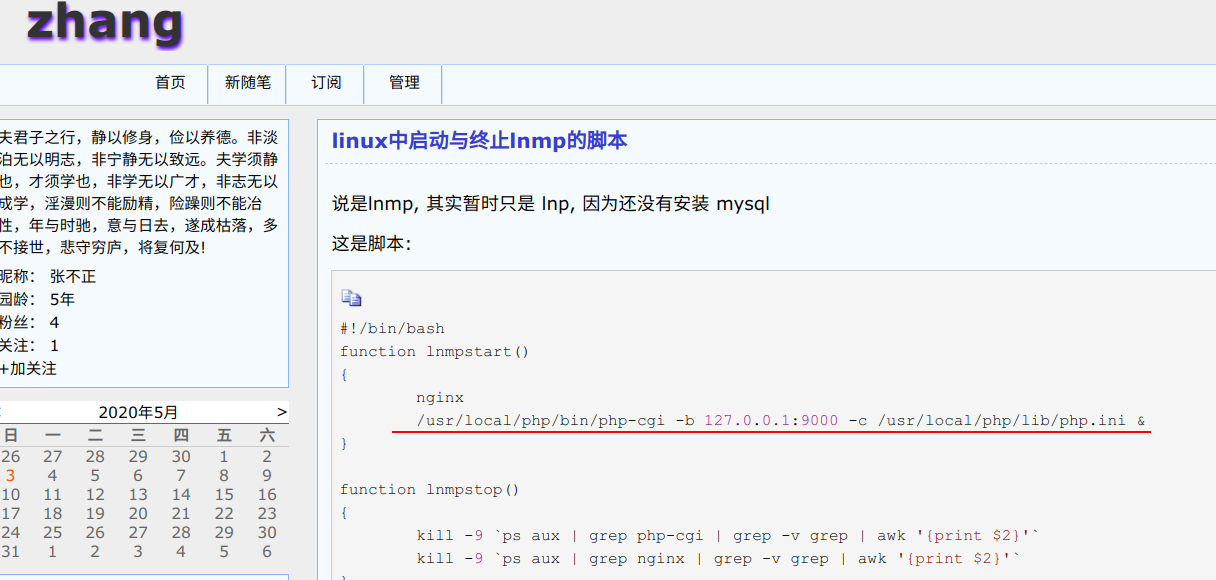 zhang
首页 新随笔 订阅 管理
夫君子之行，静以修身，俭以养德。非淡
泊无以明志，非宁静无以致远。夫学须静
也，才须学也，非学无以广才，非志无以
成学，淫漫则不能励精，险躁则不能冶
性，年与时驰，意与日去，遂成枯落，多
不接世，悲守穷庐，将复何及!
昵称： 张不正
园龄： 5年
粉丝： 4
关注： 1
+加关注
2020年5月 >
日 一 二 三 四 五 六
26 27 28 29 30 1 2
3 4 5 6 7 8 9
10 11 12 13 14 15 16
17 18 19 20 21 22 23
24 25 26 27 28 29 30
31 1 2 3 4 5 6
linux中启动与终止lnmp的脚本
说是lnmp, 其实暂时只是 lnp, 因为还没有安装 mysql
这是脚本：
#!/bin/bash
function lnmpstart()
{
nginx
/usr/local/php/bin/php-cgi -b 127.0.0.1:9000 -c /usr/local/php/lib/php.ini &
}
function lnmpstop()
{
kill -9 `ps aux | grep php-cgi | grep -v grep | awk '{print $2}'`
kill -9 `ps aux | grep nginx | grep -v grep | awk '{print $2}'`